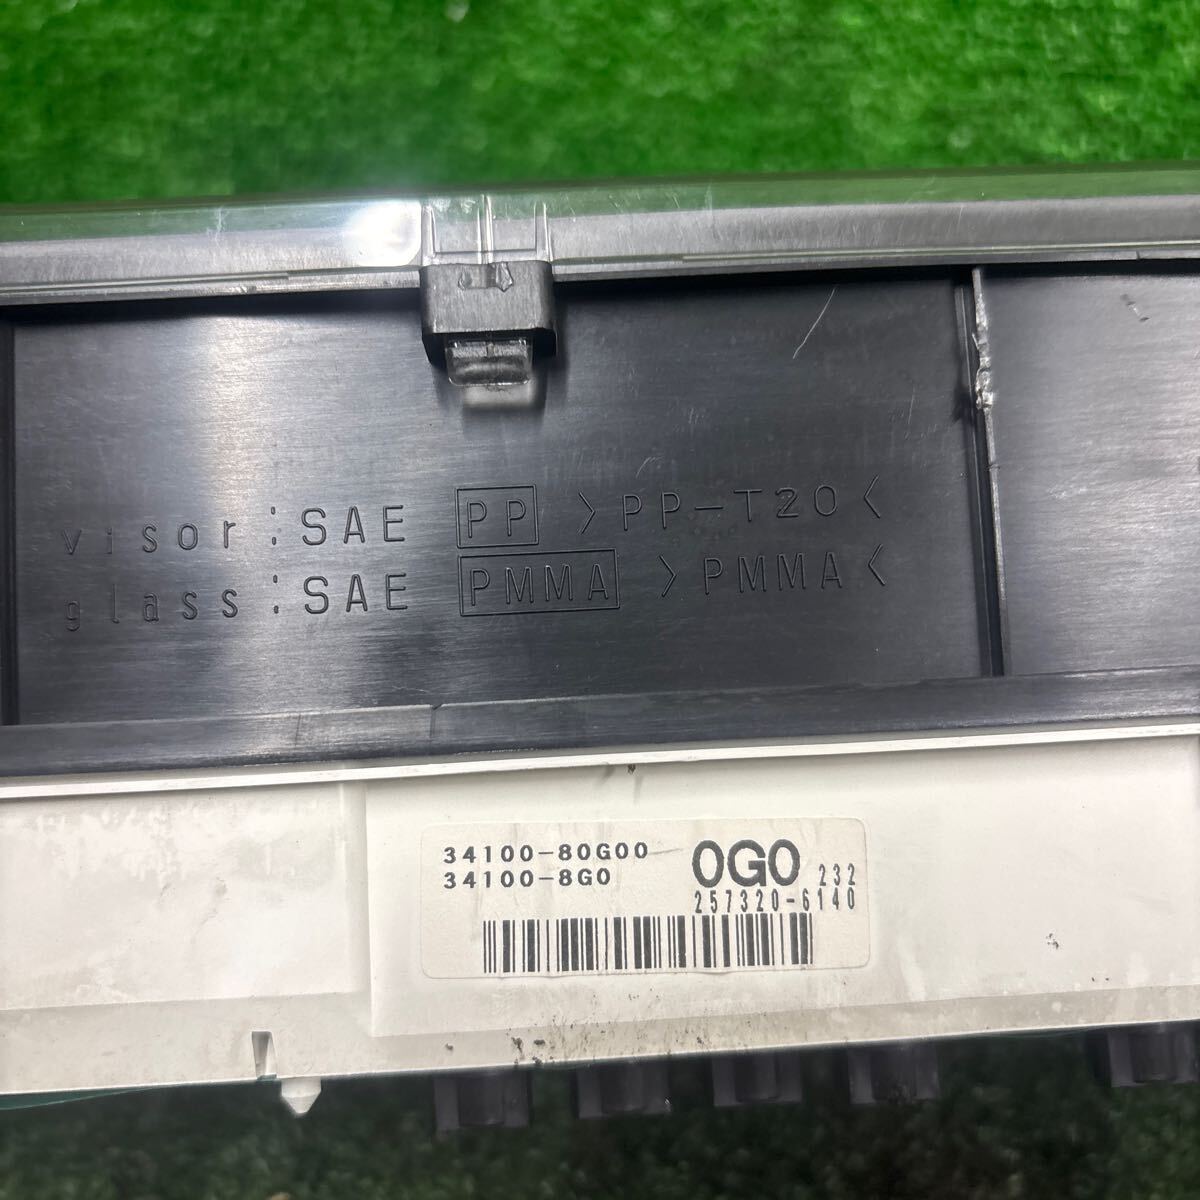 visor:SAE PP >PP-T20<
glass:SAE PMMA >PMMA<
34100-80G00
34100-8G0
0G0 232
257320-6140